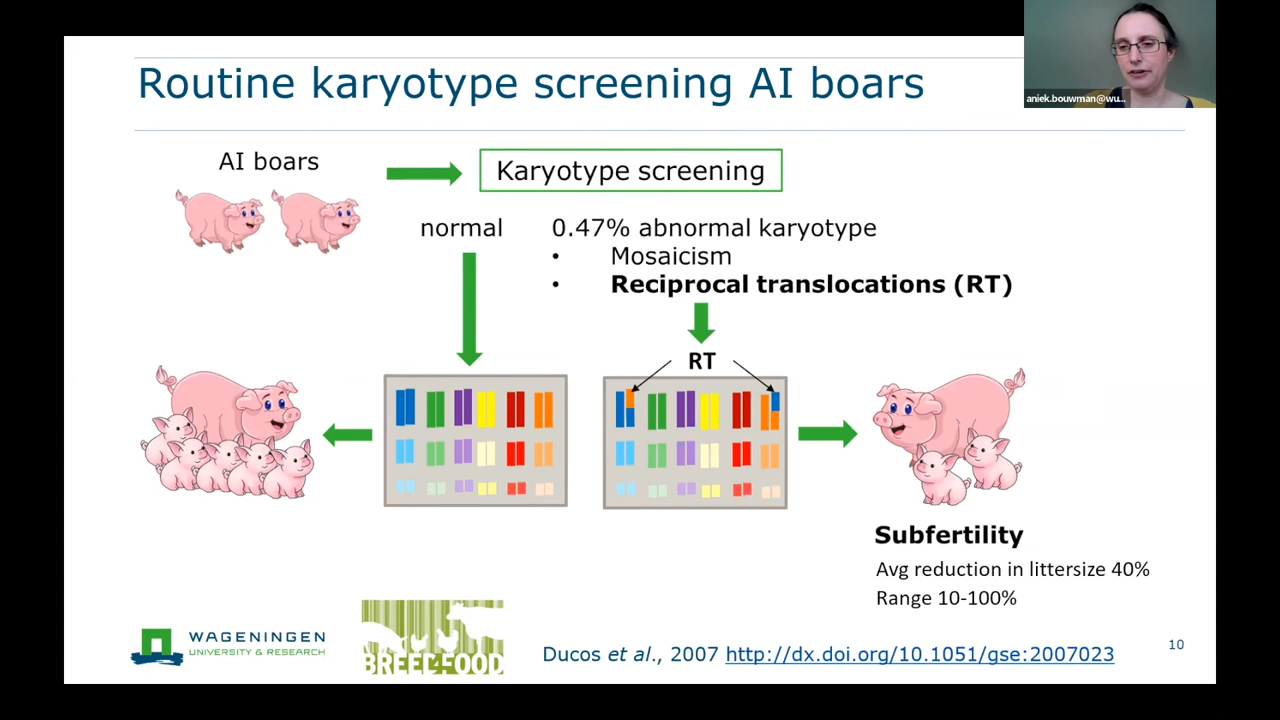 Routine karyotype screening AI boars
aniek.bouwman@wu...
AI boars
Karyotype screening
normal
0.47% abnormal karyotype
• Mosaicism
• Reciprocal translocations (RT)
RT
Subfertility
Avg reduction in littersize 40%
Range 10-100%
WAGENINGEN
UNIVERSITY & RESEARCH
BREED4FOOD
Ducos et al., 2007 http://dx.doi.org/10.1051/gse:2007023
10